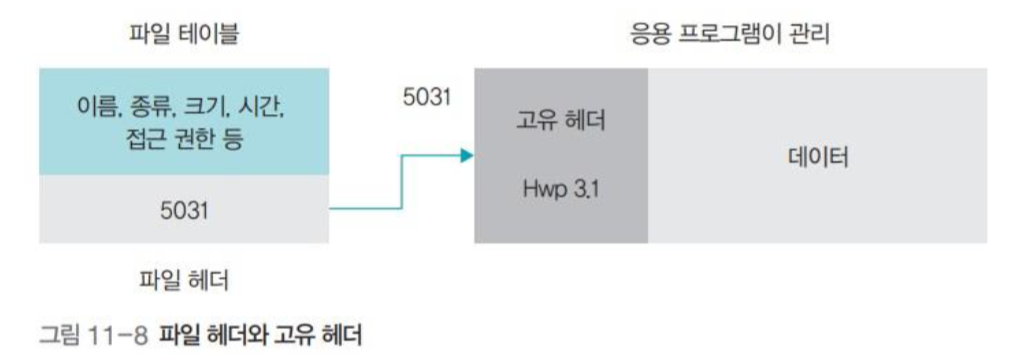 파일 테이블
응용 프로그램이 관리
이름, 종류, 크기, 시간,
접근 권한 등
5031
5031
고유 헤더
Hwp 3.1
데이터
파일 헤더
그림 11-8 파일 헤더와 고유 헤더